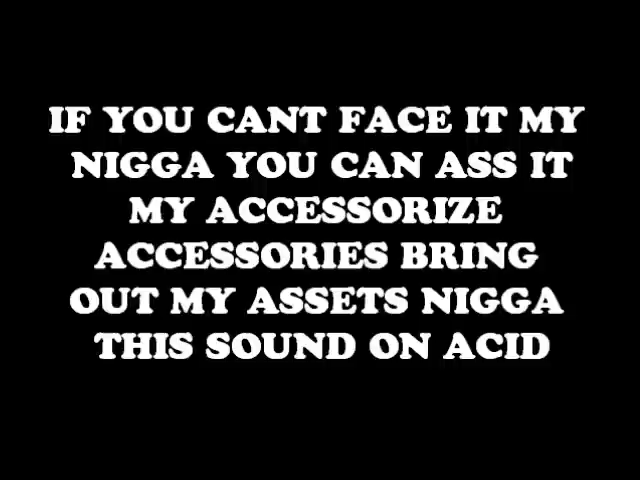 IF YOU CANT FACE IT MY
NIGGA YOU CAN ASS IT
MY ACCESSORIZE
ACCESSORIES BRING
OUT MY ASSETS NIGGA
THIS SOUND ON ACID